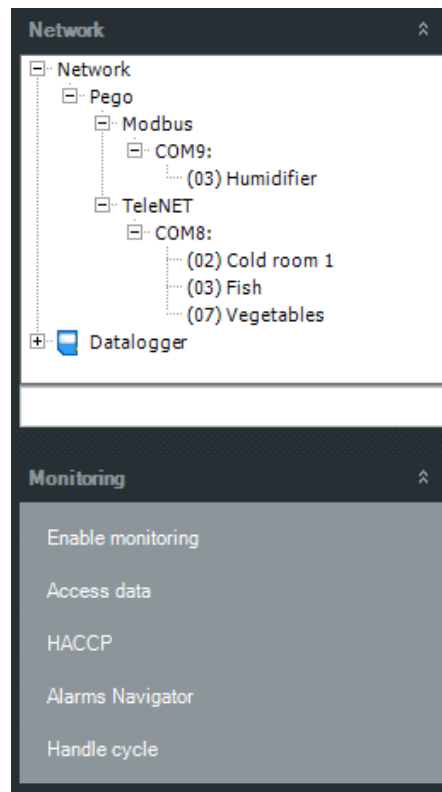 Network
Network
Pego
Modbus
COM9:
(03) Humidifier
TeleNET
COM8:
(02) Cold room 1
(03) Fish
(07) Vegetables
Datalogger
Monitoring
Enable monitoring
Access data
HACCP
Alarms Navigator
Handle cycle